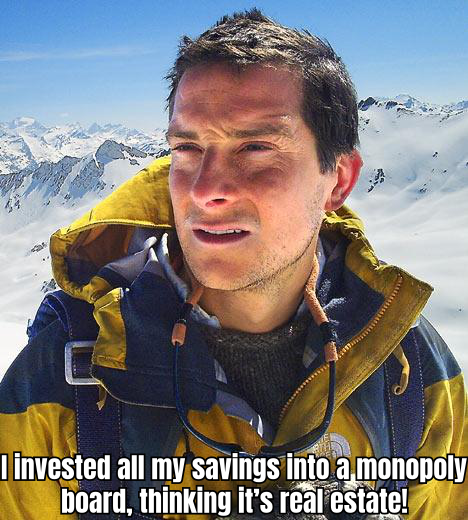 I invested all my savings into a monopoly
board, thinking it's real estate!